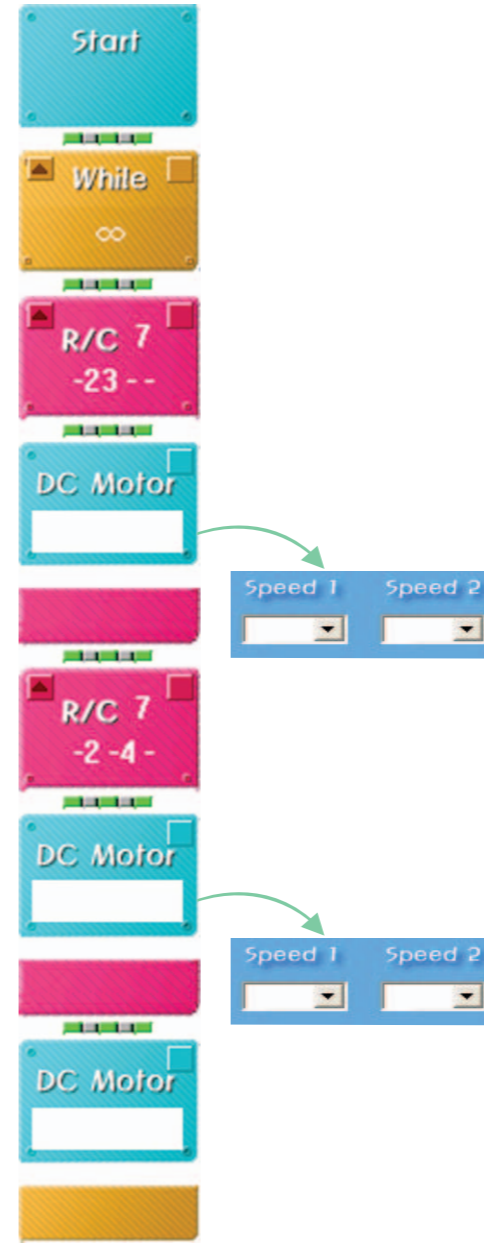 Start
While
∞
R/C 7
-23 - -
DC Motor
Speed 1 Speed 2
R/C 7
-2 -4 -
DC Motor
Speed 1 Speed 2
DC Motor